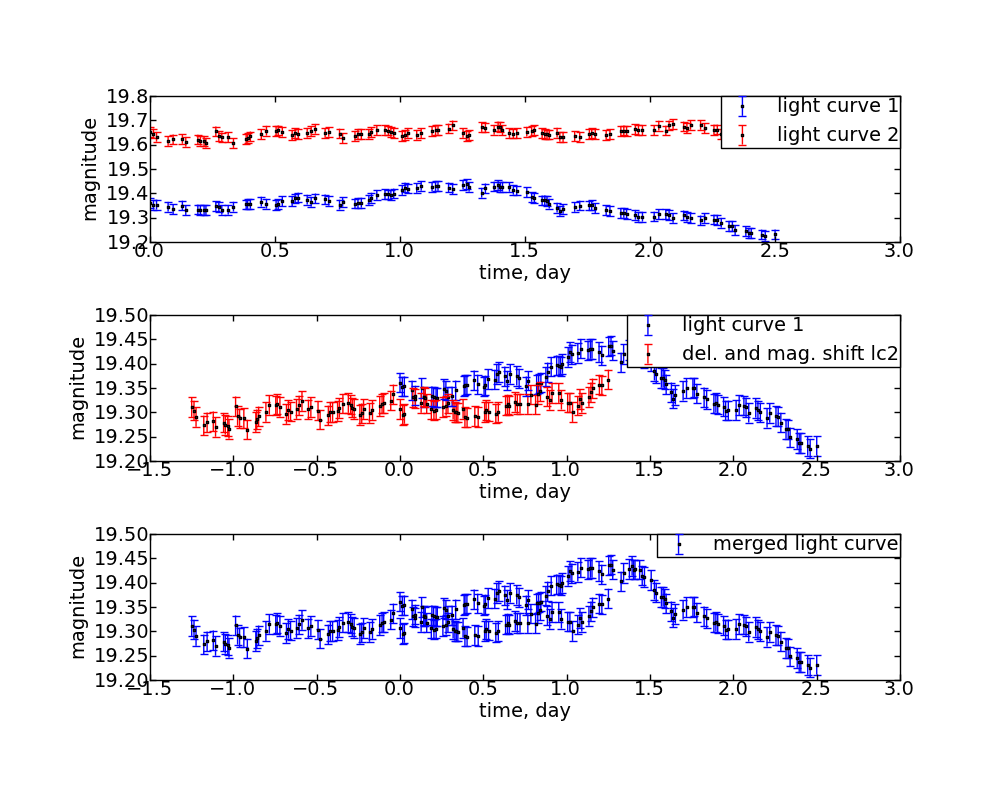 19.8
19.7
19.6
19.5
19.4
19.3
19.2
magnitude
light curve 1
light curve 2
0.0 0.5 1.0 1.5 2.0 2.5 3.0
time, day
19.50
19.45
19.40
19.35
19.30
19.25
19.20
magnitude
light curve 1
del. and mag. shift lc2
−1.5 −1.0 −0.5 0.0 0.5 1.0 1.5 2.0 2.5 3.0
time, day
19.50
19.45
19.40
19.35
19.30
19.25
19.20
magnitude
merged light curve
−1.5 −1.0 −0.5 0.0 0.5 1.0 1.5 2.0 2.5 3.0
time, day